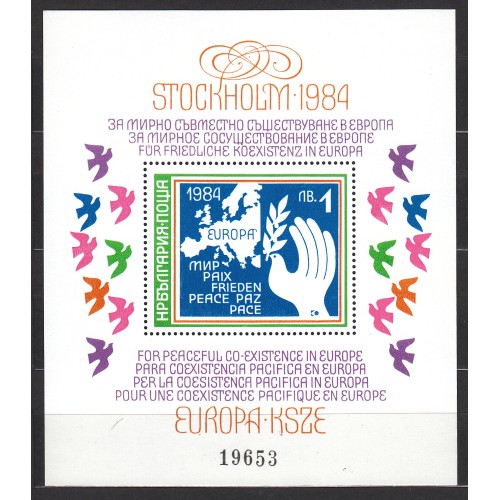 STOCKHOLM·1984
ЗА МИРНО СЪВМЕСТНО СЪЩЕСТВУВАНЕ В ЕВРОПА
ЗА МИРНОЕ СОСУЩЕСТВОВАНИЕ В ЕВРОПЕ
FÜR FRIEDLICHE KOEXISTENZ IN EUROPA
НРБЪЛГАРИЯ·ПОЩА
1984
ЛВ.1
EUROPA
МИР
PAIX
FRIEDEN
PEACE PAZ
PACE
FOR PEACEFUL CO-EXISTENCE IN EUROPE
PARA COEXISTENCIA PACIFICA EN EUROPA
PER LA COESISTENCA PACIFICA IN EUROPA
POUR UNE COEXISTENCE PACIFIQUE EN EUROPE
EUROPA·KSZE
19653